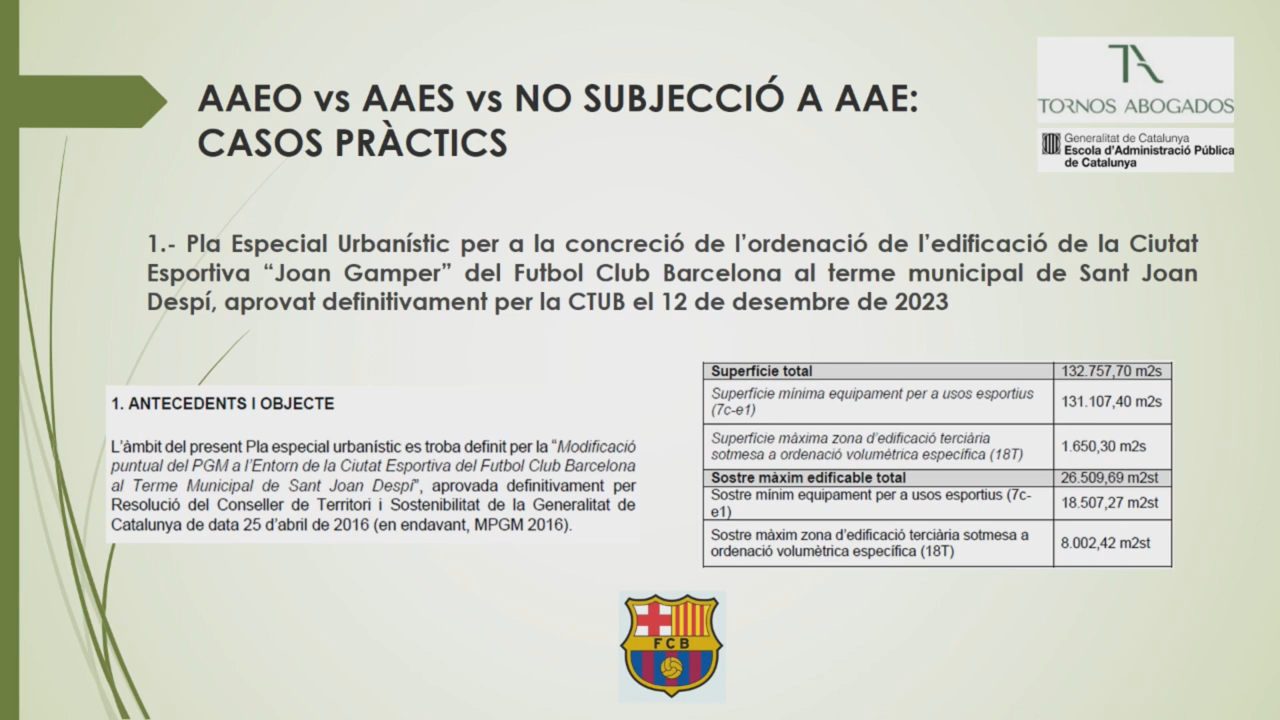 AAEO vs AAES vs NO SUBJECCIÓ A AAE:
CASOS PRÀCTICS
TORNOS ABOGADOS
Generalitat de Catalunya
Escola d'Administració Pública
de Catalunya
1.- Pla Especial Urbanístic per a la concreció de l'ordenació de l'edificació de la Ciutat
Esportiva “Joan Gamper” del Futbol Club Barcelona al terme municipal de Sant Joan
Despí, aprovat definitivament per la CTUB el 12 de desembre de 2023
1. ANTECEDENTS I OBJECTE
L'àmbit del present Pla especial urbanístic es troba definit per la “Modificació
puntual del PGM a l'Entorn de la Ciutat Esportiva del Futbol Club Barcelona
al Terme Municipal de Sant Joan Despí”, aprovada definitivament per
Resolució del Conseller de Territori i Sostenibilitat de la Generalitat de
Catalunya de data 25 d'abril de 2016 (en endavant, MPGM 2016).
Superfície total 132.757,70 m2s
Superfície mínima equipament per a usos esportius
(7c-e1) 131.107,40 m2s
Superfície màxima zona d'edificació terciària
sotmesa a ordenació volumètrica específica (18T) 1.650,30 m2s
Sostre màxim edificable total 26.509,69 m2st
Sostre mínim equipament per a usos esportius (7c-
e1) 18.507,27 m2st
Sostre màxim zona d'edificació terciària sotmesa a
ordenació volumètrica específica (18T) 8.002,42 m2st
FCB